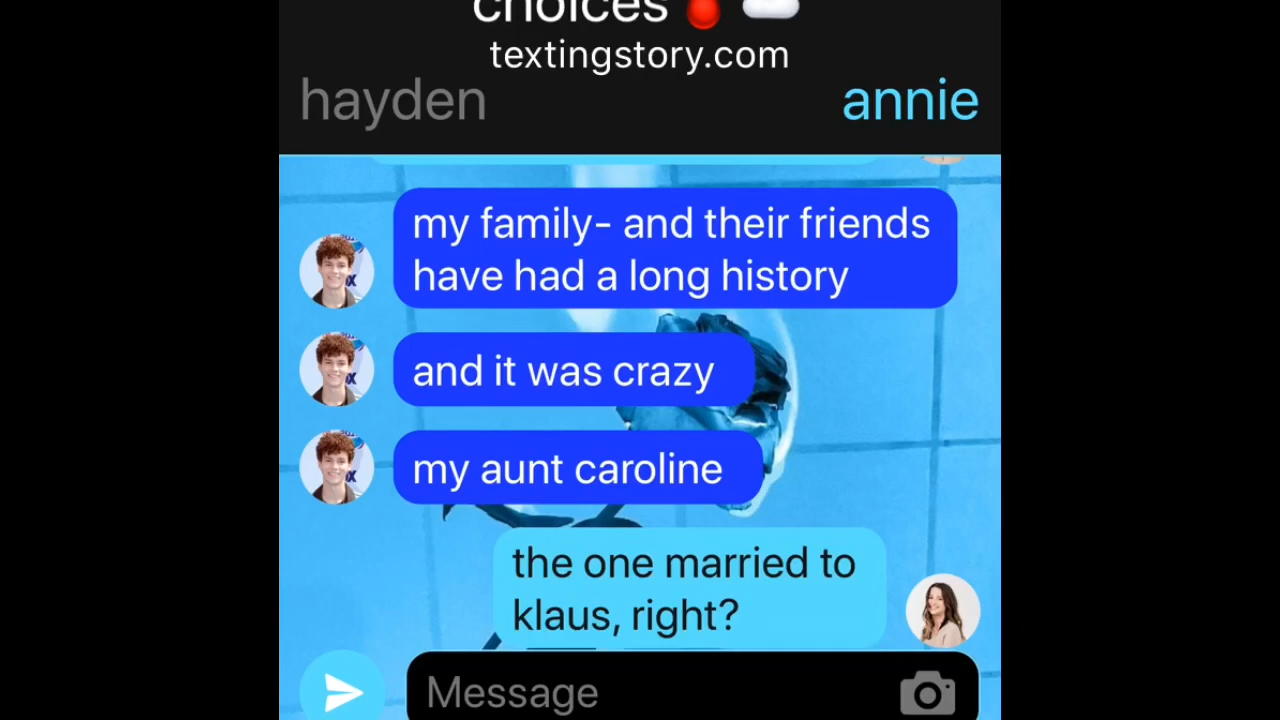 choices
textingstory.com
hayden
annie
my family- and their friends
have had a long history
and it was crazy
my aunt caroline
the one married to
klaus, right?
Message